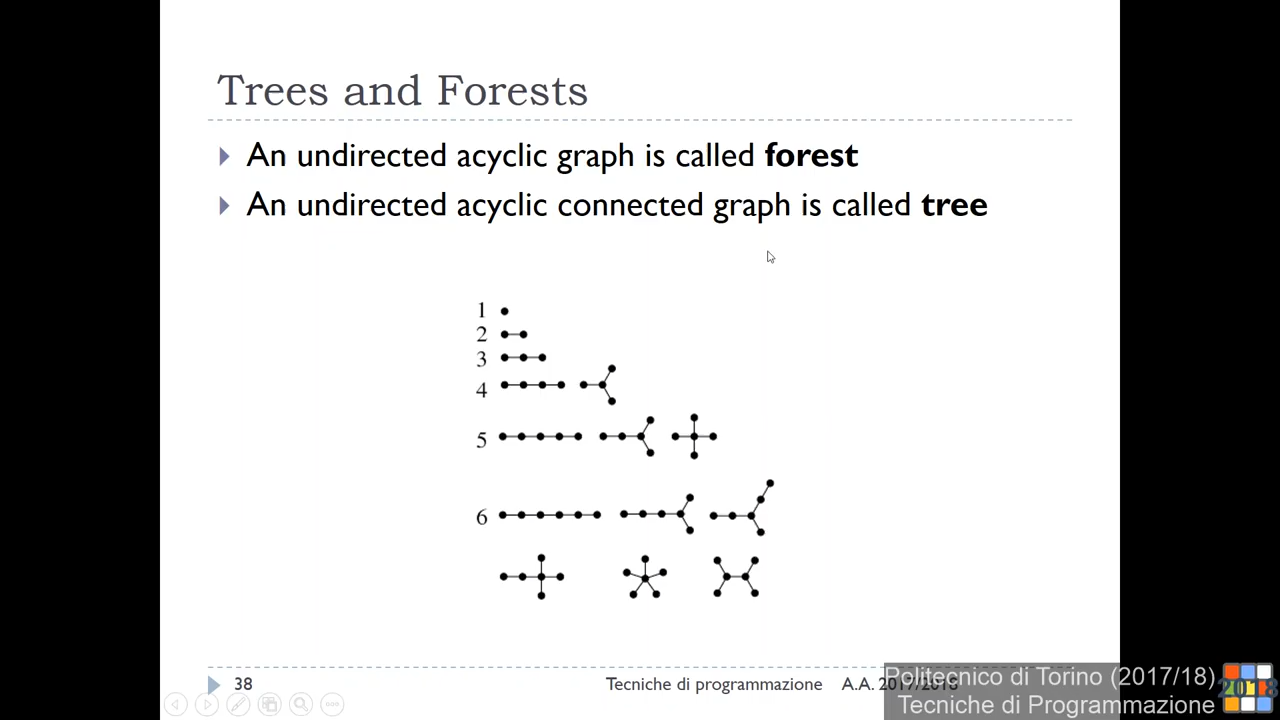 Trees and Forests
An undirected acyclic graph is called forest
An undirected acyclic connected graph is called tree
1
2
3
4
5
6
38
Tecniche di programmazione A.A. 2017/2018
Politecnico di Torino (2017/18)
Tecniche di Programmazione
2018